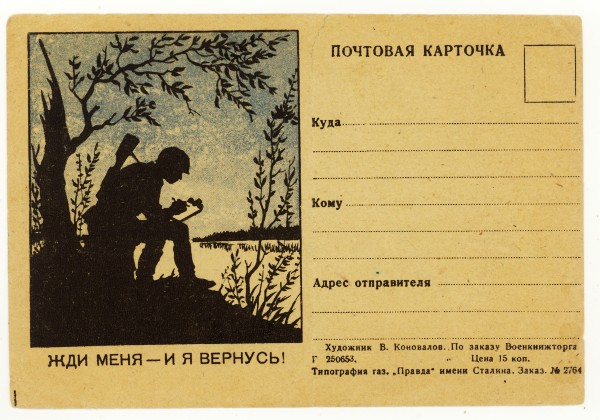 ПОЧТОВАЯ КАРТОЧКА
Куда
Кому
Адрес отправителя
ЖДИ МЕНЯ — И Я ВЕРНУСЬ!
Художник В. Коновалов. По заказу Военкнижторга
Г 250653. Цена 15 коп.
Типография газ. „Правда" имени Сталина. Заказ. № 2764